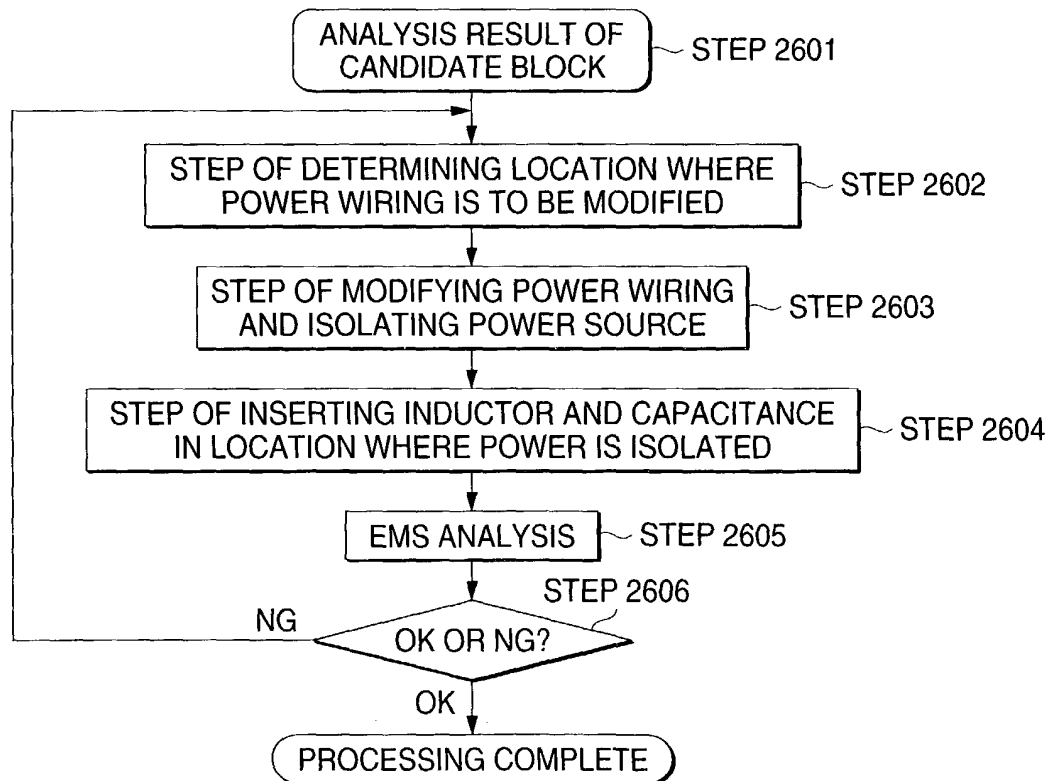 ANALYSIS RESULT OF
CANDIDATE BLOCK
STEP 2601
STEP OF DETERMINING LOCATION WHERE
POWER WIRING IS TO BE MODIFIED
STEP 2602
STEP OF MODIFYING POWER WIRING
AND ISOLATING POWER SOURCE
STEP 2603
STEP OF INSERTING INDUCTOR AND CAPACITANCE
IN LOCATION WHERE POWER IS ISOLATED
STEP 2604
EMS ANALYSIS
STEP 2605
STEP 2606
NG
OK OR NG?
OK
PROCESSING COMPLETE